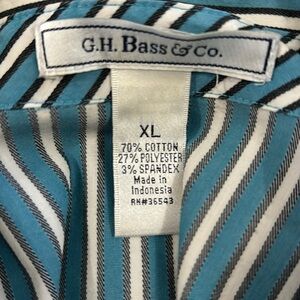 G.H. Bass & Co.
XL
70% COTTON
27% POLYESTER
3% SPANDEX
Made in
Indonesia
RN#36543